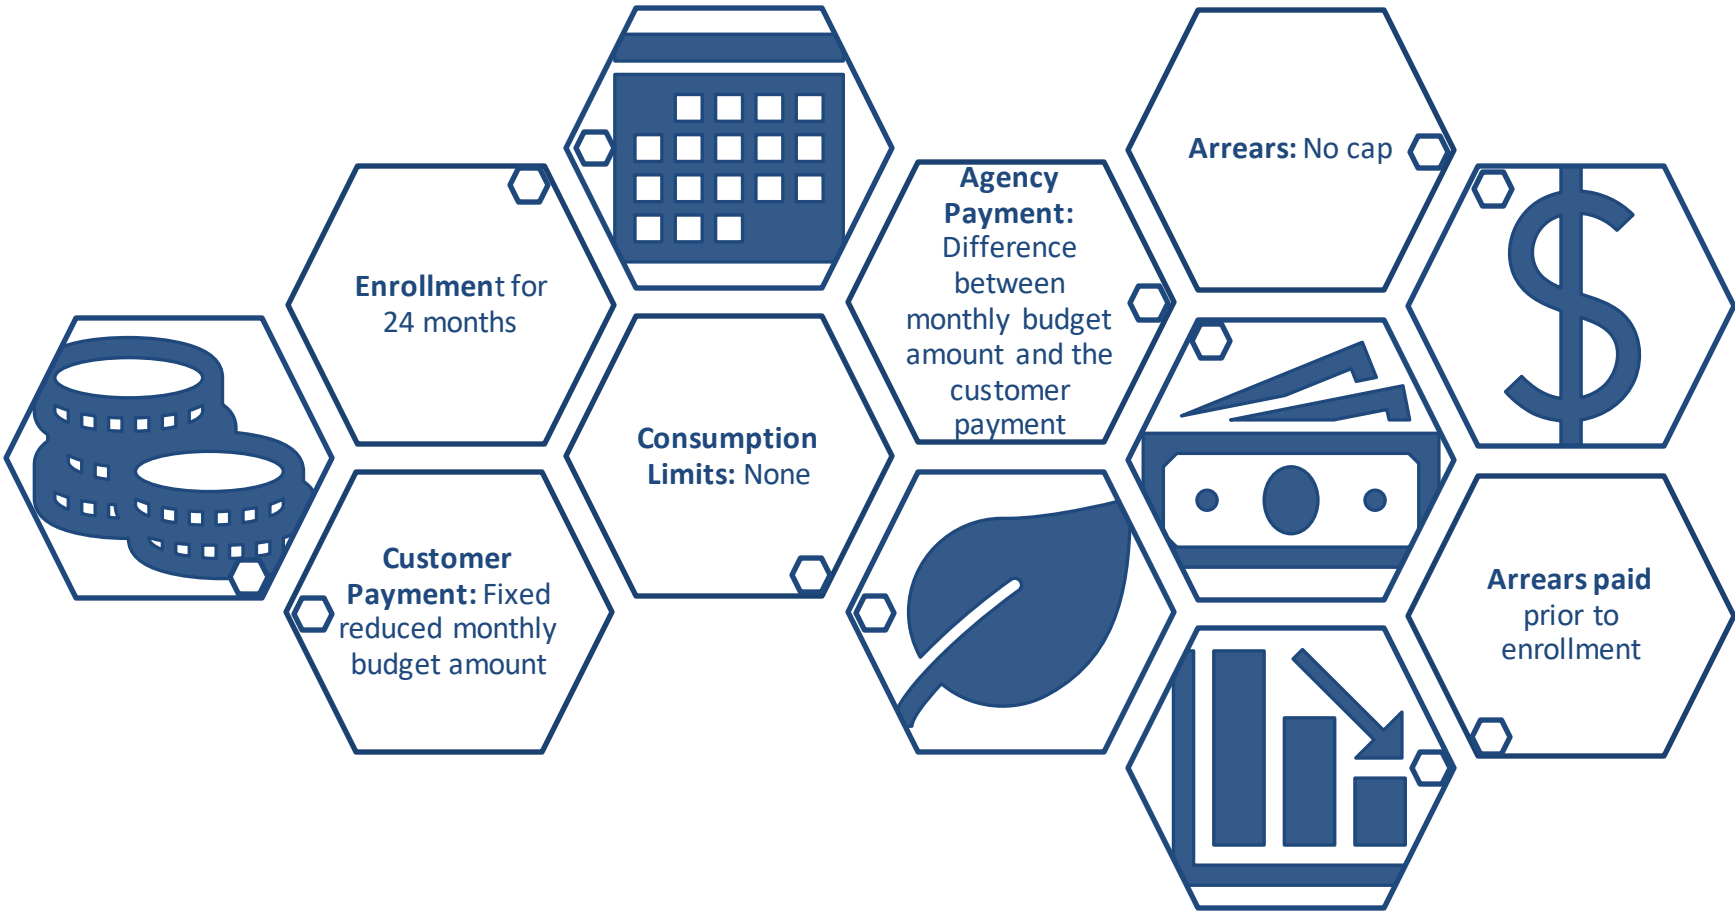 Enrollment for
24 months
Customer
Payment: Fixed
reduced monthly
budget amount
Consumption
Limits: None
Agency
Payment:
Difference
between
monthly budget
amount and the
customer
payment
Arrears: No cap
Arrears paid
prior to
enrollment